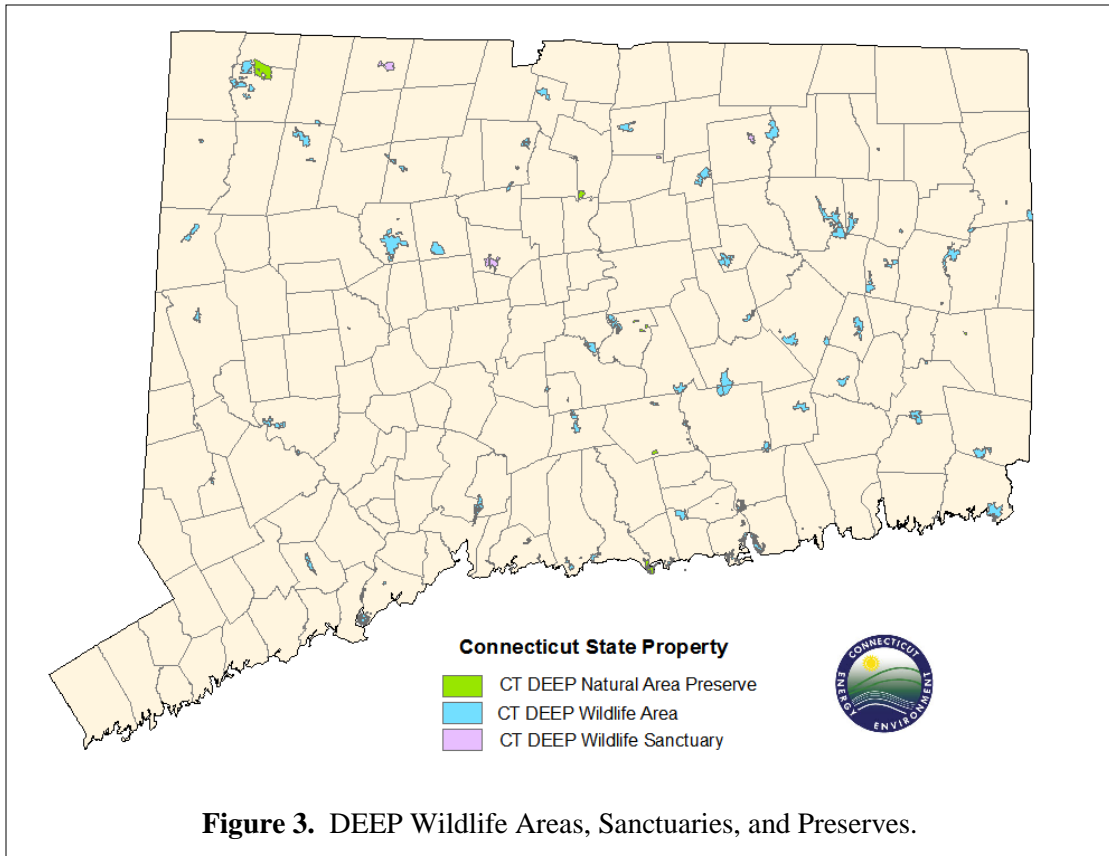 Connecticut State Property
CT DEEP Natural Area Preserve
CT DEEP Wildlife Area
CT DEEP Wildlife Sanctuary
CONNECTICUT
ENERGY
ENVIRONMENT
Figure 3. DEEP Wildlife Areas, Sanctuaries, and Preserves.